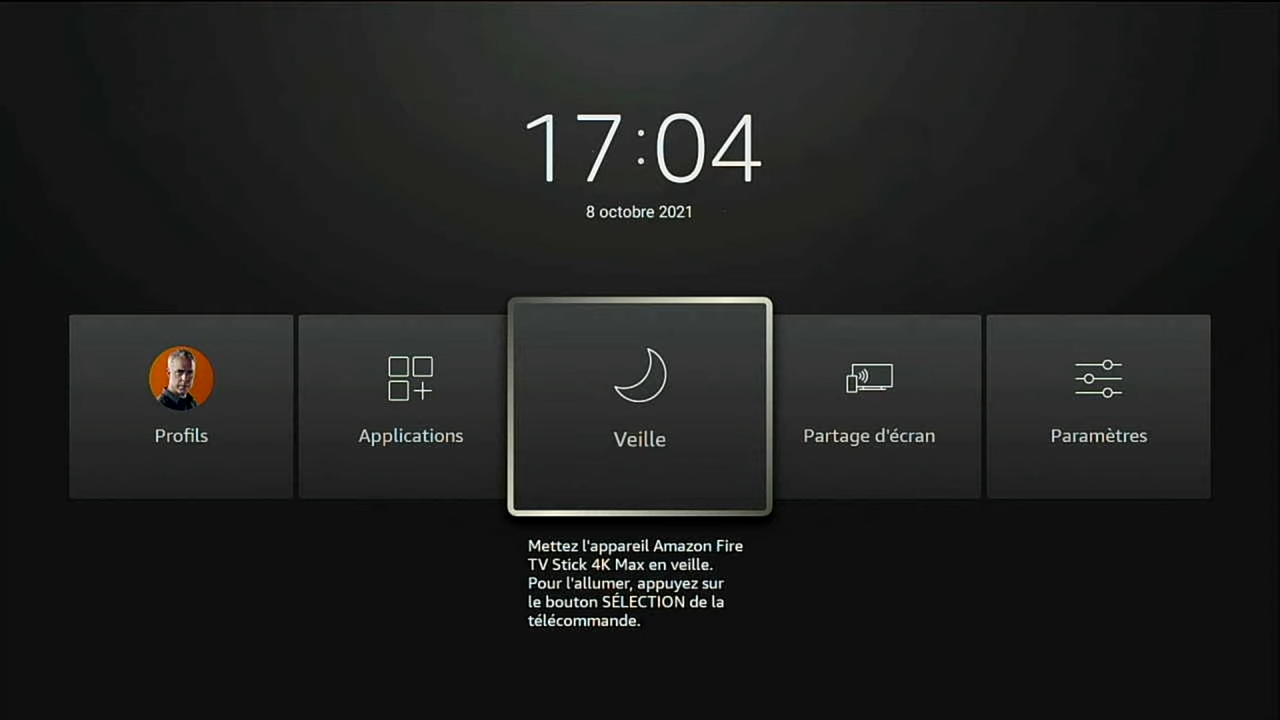 17:04
8 octobre 2021
Profils
Applications
Veille
Partage d'écran
Paramètres
Mettez l'appareil Amazon Fire
TV Stick 4K Max en veille.
Pour l'allumer, appuyez sur
le bouton SÉLECTION de la
télécommande.